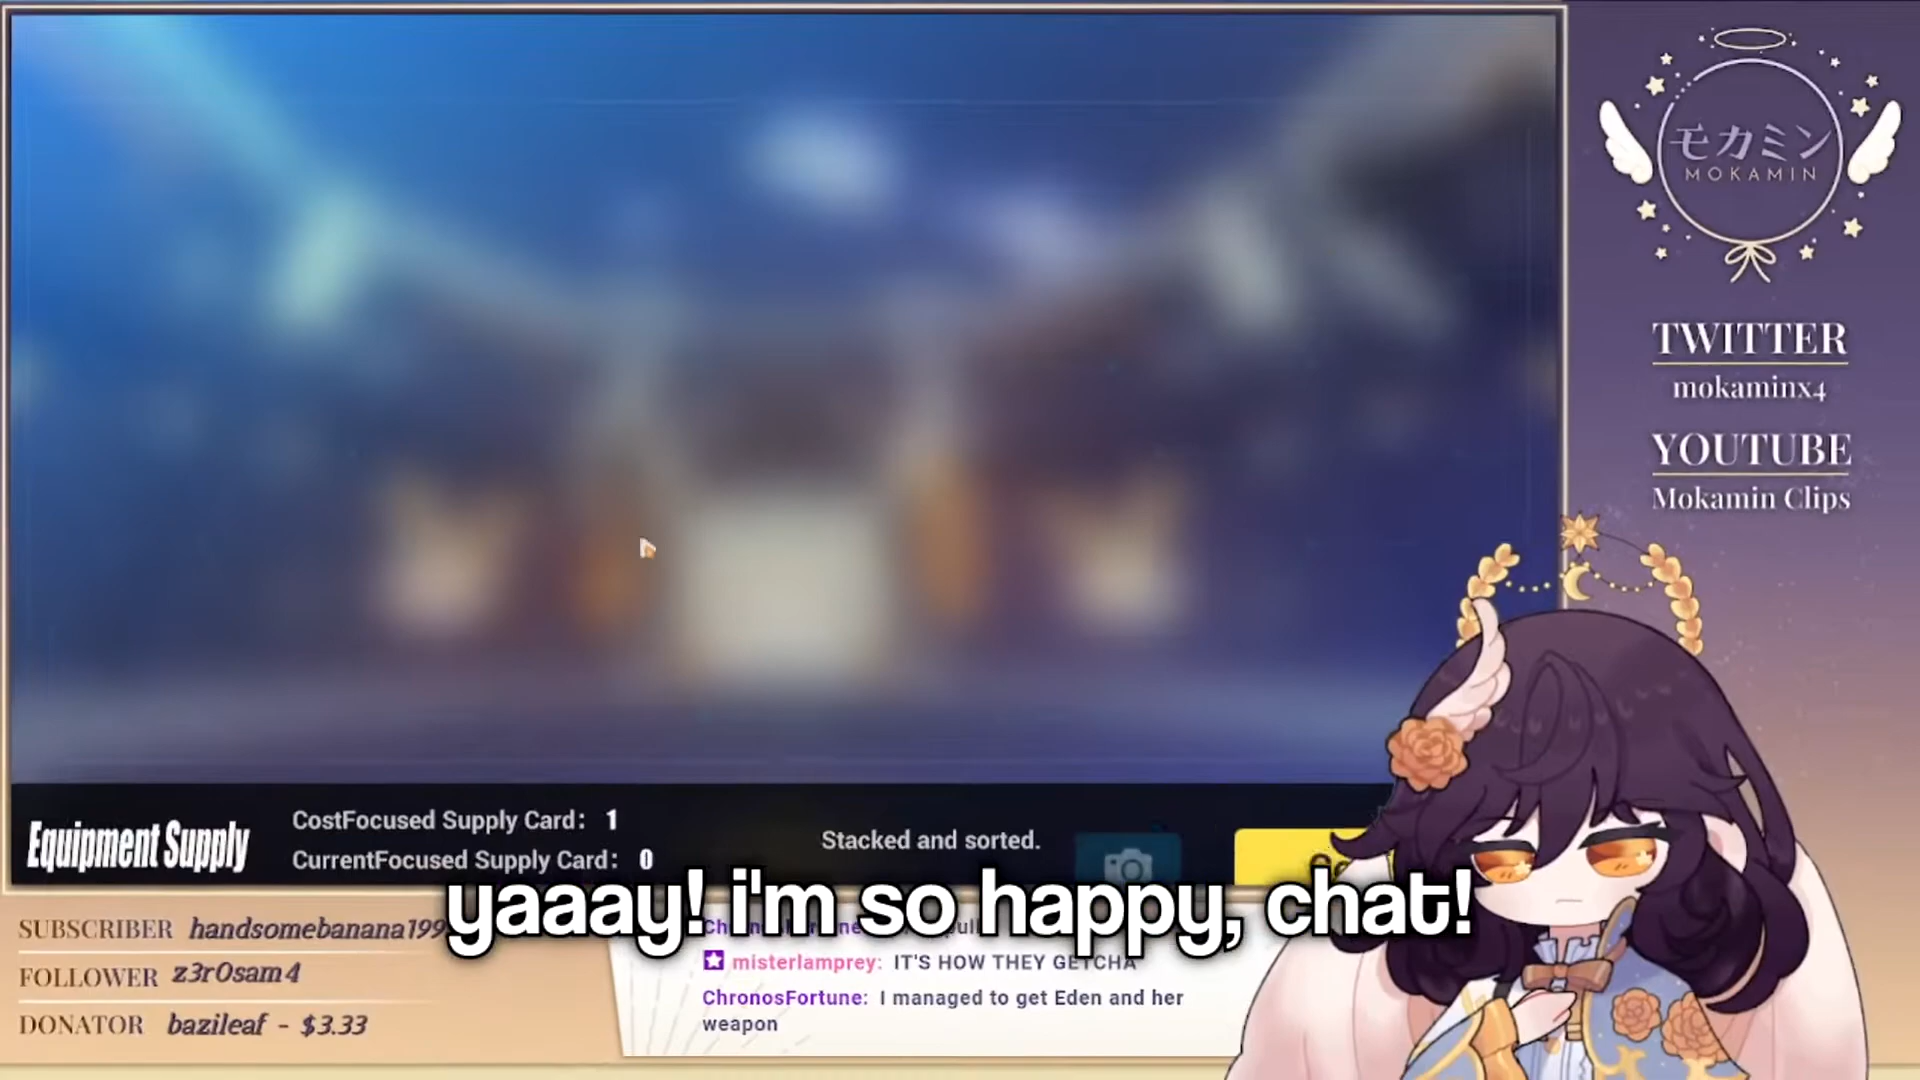 モカミン
MOKAMIN
TWITTER
mokaminx4
YOUTUBE
Mokamin Clips
Equipment Supply
CostFocused Supply Card: 1
CurrentFocused Supply Card: 0
Stacked and sorted.
yaaay! i'm so happy, chat!
SUBSCRIBER handsomebanana199
FOLLOWER z3r0sam4
DONATOR bazileaf - $3.33
misterlamprey: IT'S HOW THEY GETCHA
ChronosFortune: I managed to get Eden and her
weapon